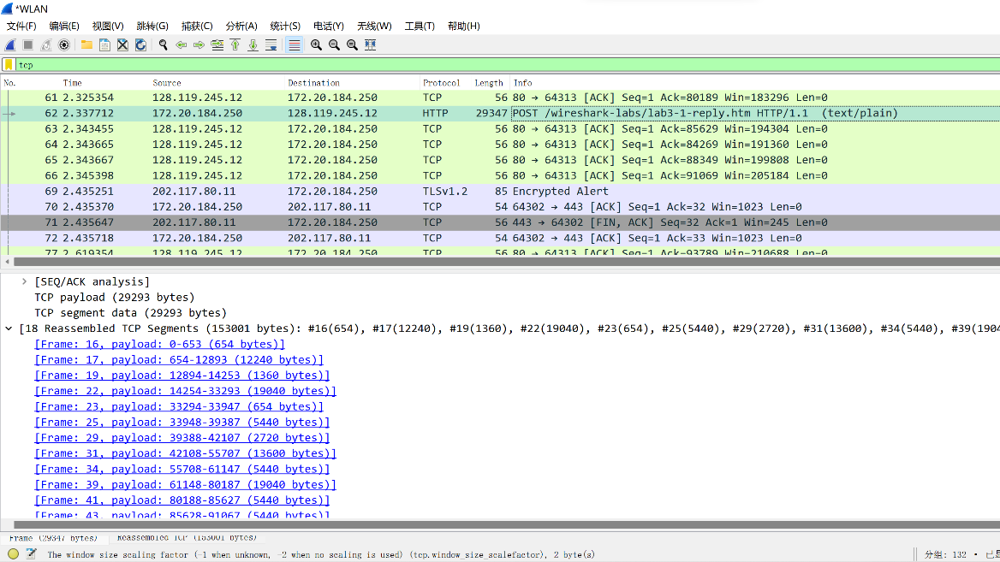 *WLAN
文件(F) 编辑(E) 视图(V) 跳转(G) 捕获(C) 分析(A) 统计(S) 电话(Y) 无线(W) 工具(T) 帮助(H)
tcp
No. Time Source Destination Protocol Length Info
61 2.325354 128.119.245.12 172.20.184.250 TCP 56 80 → 64313 [ACK] Seq=1 Ack=80189 Win=183296 Len=0
62 2.337712 172.20.184.250 128.119.245.12 HTTP 29347 POST /wireshark-labs/lab3-1-reply.htm HTTP/1.1 (text/plain)
63 2.343455 128.119.245.12 172.20.184.250 TCP 56 80 → 64313 [ACK] Seq=1 Ack=85629 Win=194304 Len=0
64 2.343665 128.119.245.12 172.20.184.250 TCP 56 80 → 64313 [ACK] Seq=1 Ack=84269 Win=191360 Len=0
65 2.343667 128.119.245.12 172.20.184.250 TCP 56 80 → 64313 [ACK] Seq=1 Ack=88349 Win=199808 Len=0
66 2.345398 128.119.245.12 172.20.184.250 TCP 56 80 → 64313 [ACK] Seq=1 Ack=91069 Win=205184 Len=0
69 2.435251 202.117.80.11 172.20.184.250 TLSv1.2 85 Encrypted Alert
70 2.435370 172.20.184.250 202.117.80.11 TCP 54 64302 → 443 [ACK] Seq=1 Ack=32 Win=1023 Len=0
71 2.435647 202.117.80.11 172.20.184.250 TCP 56 443 → 64302 [FIN, ACK] Seq=32 Ack=1 Win=245 Len=0
72 2.435718 172.20.184.250 202.117.80.11 TCP 54 64302 → 443 [ACK] Seq=1 Ack=33 Win=1023 Len=0
77 2.619354 128.119.245.12 172.20.184.250 TCP 56 80 → 64313 [ACK] Seq=1 Ack=93789 Win=210688 Len=0
[SEQ/ACK analysis]
TCP payload (29293 bytes)
TCP segment data (29293 bytes)
[18 Reassembled TCP Segments (153001 bytes): #16(654), #17(12240), #19(1360), #22(19040), #23(654), #25(5440), #29(2720), #31(13600), #34(5440), #39(1904
[Frame: 16, payload: 0-653 (654 bytes)]
[Frame: 17, payload: 654-12893 (12240 bytes)]
[Frame: 19, payload: 12894-14253 (1360 bytes)]
[Frame: 22, payload: 14254-33293 (19040 bytes)]
[Frame: 23, payload: 33294-33947 (654 bytes)]
[Frame: 25, payload: 33948-39387 (5440 bytes)]
[Frame: 29, payload: 39388-42107 (2720 bytes)]
[Frame: 31, payload: 42108-55707 (13600 bytes)]
[Frame: 34, payload: 55708-61147 (5440 bytes)]
[Frame: 39, payload: 61148-80187 (19040 bytes)]
[Frame: 41, payload: 80188-85627 (5440 bytes)]
[Frame: 43, payload: 85628-91067 (5440 bytes)]
Frame (29347 bytes) Reassembled TCP (153001 bytes)
The window size scaling factor (-1 when unknown, -2 when no scaling is used) (tcp.window_size_scalefactor), 2 byte(s) 分组: 132 · 已